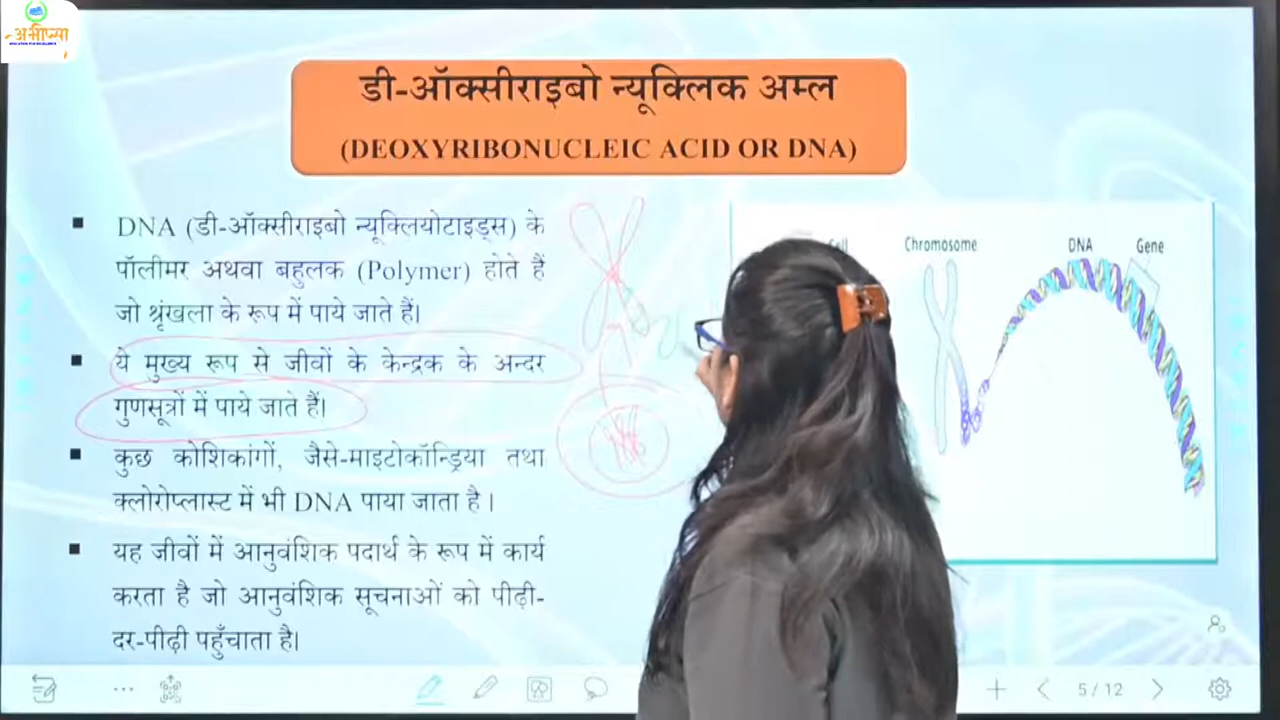 अभीप्सा
डी-ऑक्सीराइबो न्यूक्लिक अम्ल
(DEOXYRIBONUCLEIC ACID OR DNA)
▪ DNA (डी-ऑक्सीराइबो न्यूक्लियोटाइड्स) के
पॉलीमर अथवा बहुलक (Polymer) होते हैं
जो श्रृंखला के रूप में पाये जाते हैं।
▪ ये मुख्य रूप से जीवों के केन्द्रक के अन्दर
गुणसूत्रों में पाये जाते हैं।
▪ कुछ कोशिकांगों, जैसे-माइटोकॉन्ड्रिया तथा
क्लोरोप्लास्ट में भी DNA पाया जाता है।
▪ यह जीवों में आनुवंशिक पदार्थ के रूप में कार्य
करता है जो आनुवंशिक सूचनाओं को पीढ़ी-
दर-पीढ़ी पहुँचाता है।
Cell Chromosome DNA Gene
5 / 12